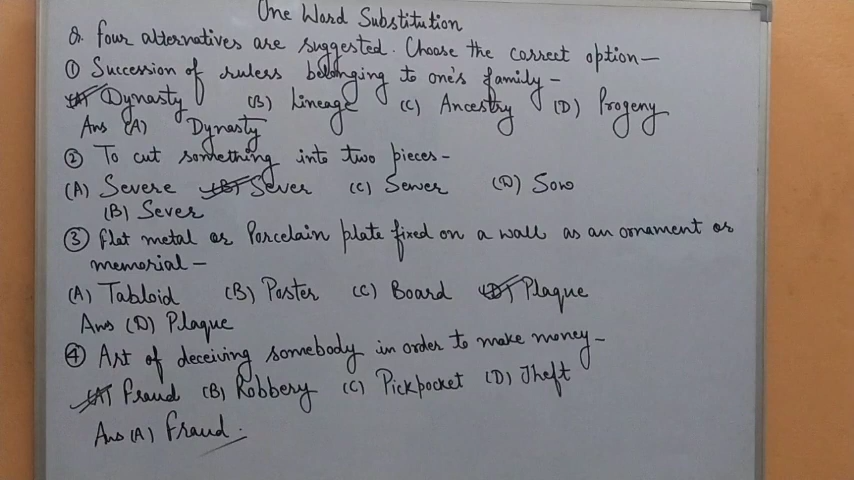 One Word Substitution
Q. Four alternatives are suggested. Choose the correct option—
① Succession of rulers belonging to one's family—
(A) Dynasty (B) Lineage (C) Ancestry (D) Progeny
Ans (A) Dynasty
② To cut something into two pieces—
(A) Severe (B) Sever (C) Sewer (D) Sow
(B) Sever
③ Flat metal or Porcelain plate fixed on a wall as an ornament or
memorial—
(A) Tabloid (B) Poster (C) Board (D) Plaque
Ans (D) Plaque
④ Art of deceiving somebody in order to make money—
(A) Fraud (B) Robbery (C) Pickpocket (D) Theft
Ans (A) Fraud.